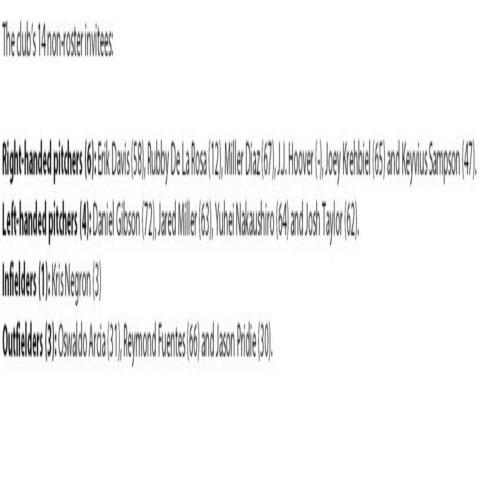 The club's 14 non-roster invitees:
Right-handed pitchers (6): Erik Davis (58), Rubby De La Rosa (12), Miller Diaz (67), J.J. Hoover (-), Joey Krehbiel (65) and Keyvius Sampson (47).
Left-handed pitchers (4): Daniel Gibson (72), Jared Miller (63), Yuhei Nakaushiro (64) and Josh Taylor (62).
Infielders (1): Kris Negron (3)
Outfielders (3): Oswaldo Arcia (31), Reymond Fuentes (66) and Jason Pridie (30).